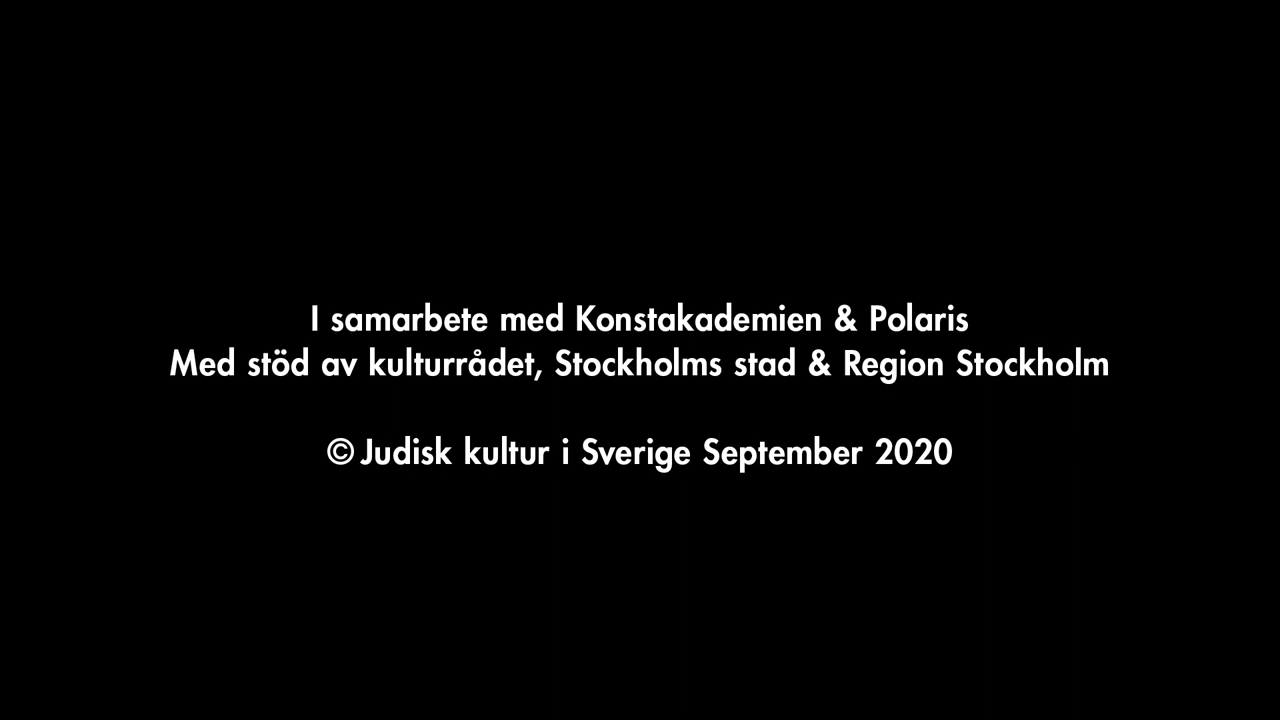 I samarbete med Konstakademien & Polaris
Med stöd av kulturrådet, Stockholms stad & Region Stockholm
© Judisk kultur i Sverige September 2020